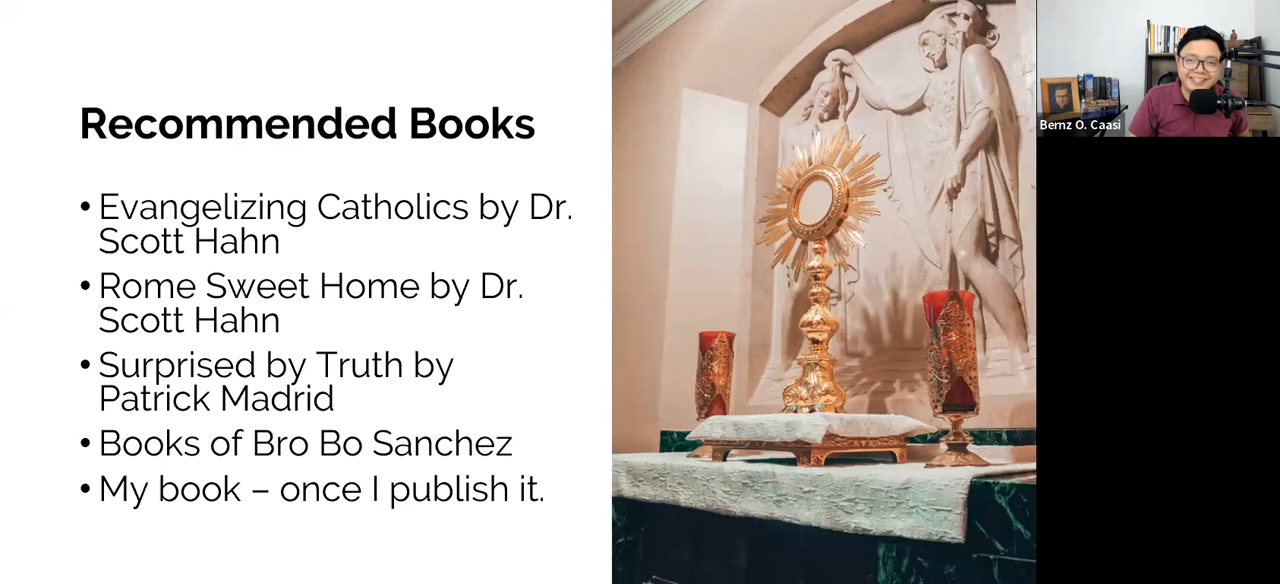 Recommended Books
• Evangelizing Catholics by Dr.
Scott Hahn
• Rome Sweet Home by Dr.
Scott Hahn
• Surprised by Truth by
Patrick Madrid
• Books of Bro Bo Sanchez
• My book – once I publish it.
Bernz O. Caasi